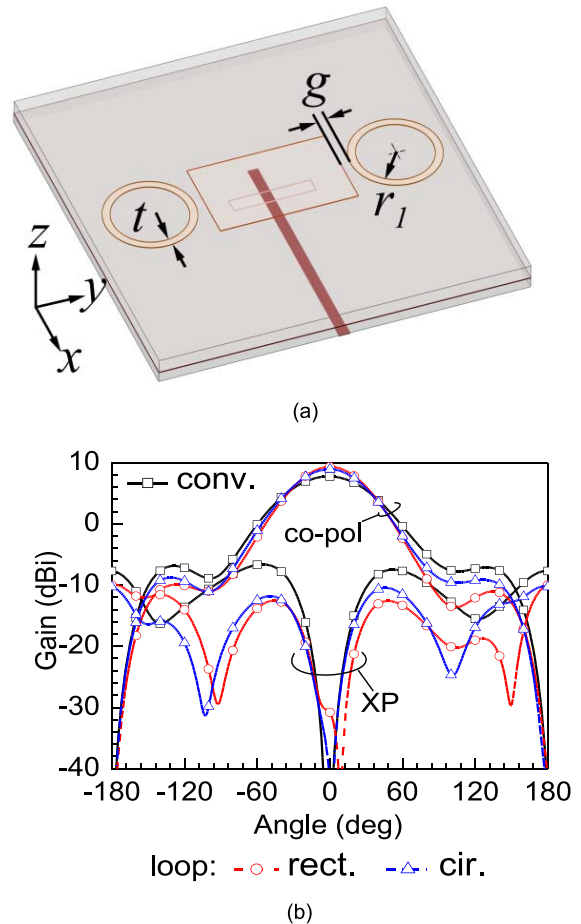 g
t
r1
z
y
x
(a)
conv.
co-pol
XP
Gain (dBi)
10
0
-10
-20
-30
-40
-180 -120 -60 0 60 120 180
Angle (deg)
loop: rect. cir.
(b)